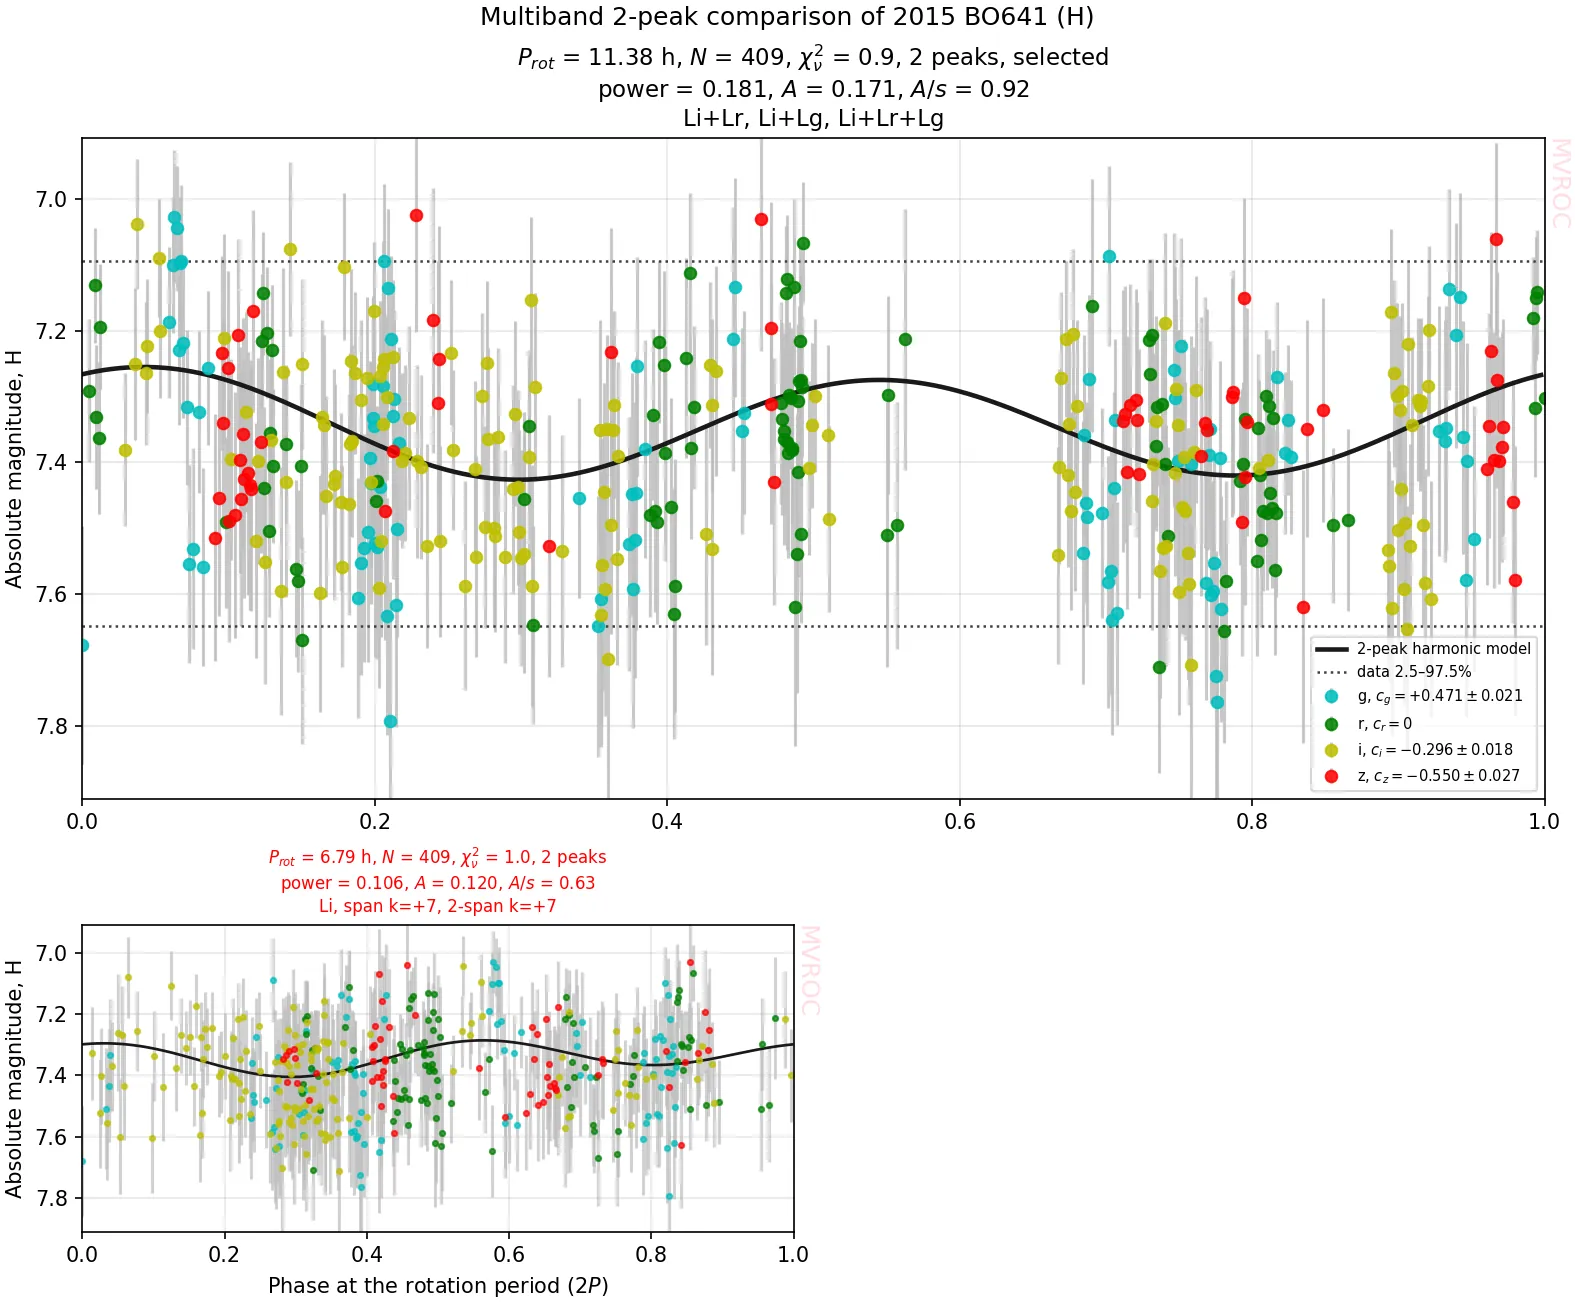 Multiband 2-peak comparison of 2015 BO641 (H)
P_rot = 11.38 h, N = 409, χ²_ν = 0.9, 2 peaks, selected
power = 0.181, A = 0.171, A/s = 0.92
Li+Lr, Li+Lg, Li+Lr+Lg
MVROC
Absolute magnitude, H
7.0
7.2
7.4
7.6
7.8
2-peak harmonic model
data 2.5–97.5%
g, c_g = +0.471 ± 0.021
r, c_r = 0
i, c_i = −0.296 ± 0.018
z, c_z = −0.550 ± 0.027
0.0 0.2 0.4 0.6 0.8 1.0
P_rot = 6.79 h, N = 409, χ²_ν = 1.0, 2 peaks
power = 0.106, A = 0.120, A/s = 0.63
Li, span k=+7, 2-span k=+7
MVROC
Absolute magnitude, H
7.0
7.2
7.4
7.6
7.8
0.0 0.2 0.4 0.6 0.8 1.0
Phase at the rotation period (2P)